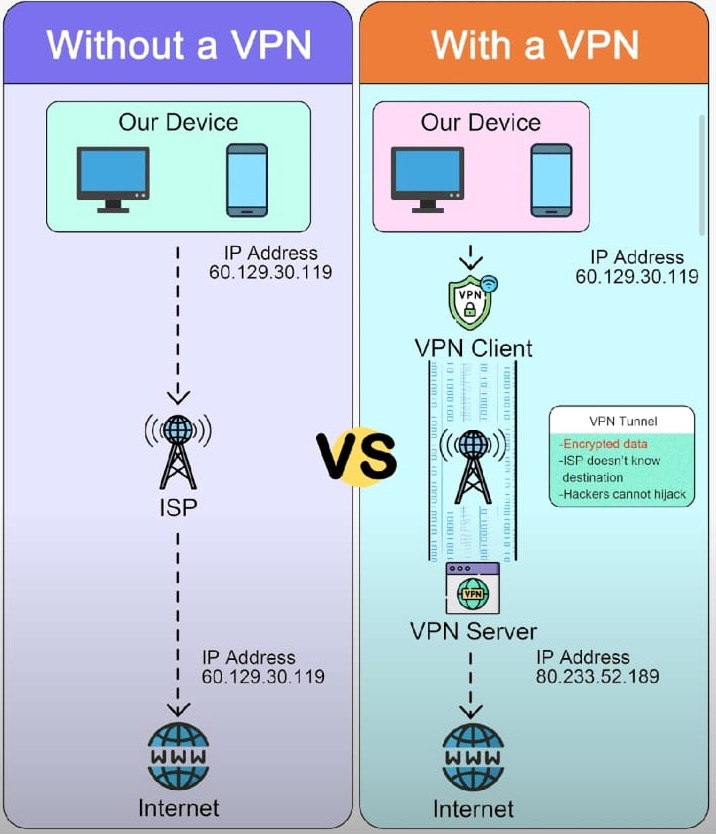 Without a VPN
Our Device
IP Address
60.129.30.119
ISP
IP Address
60.129.30.119
WWW
Internet
VS
With a VPN
Our Device
IP Address
60.129.30.119
VPN
VPN Client
VPN Tunnel
-Encrypted data
-ISP doesn't know
destination
-Hackers cannot hijack
VPN
VPN Server
IP Address
80.233.52.189
WWW
Internet